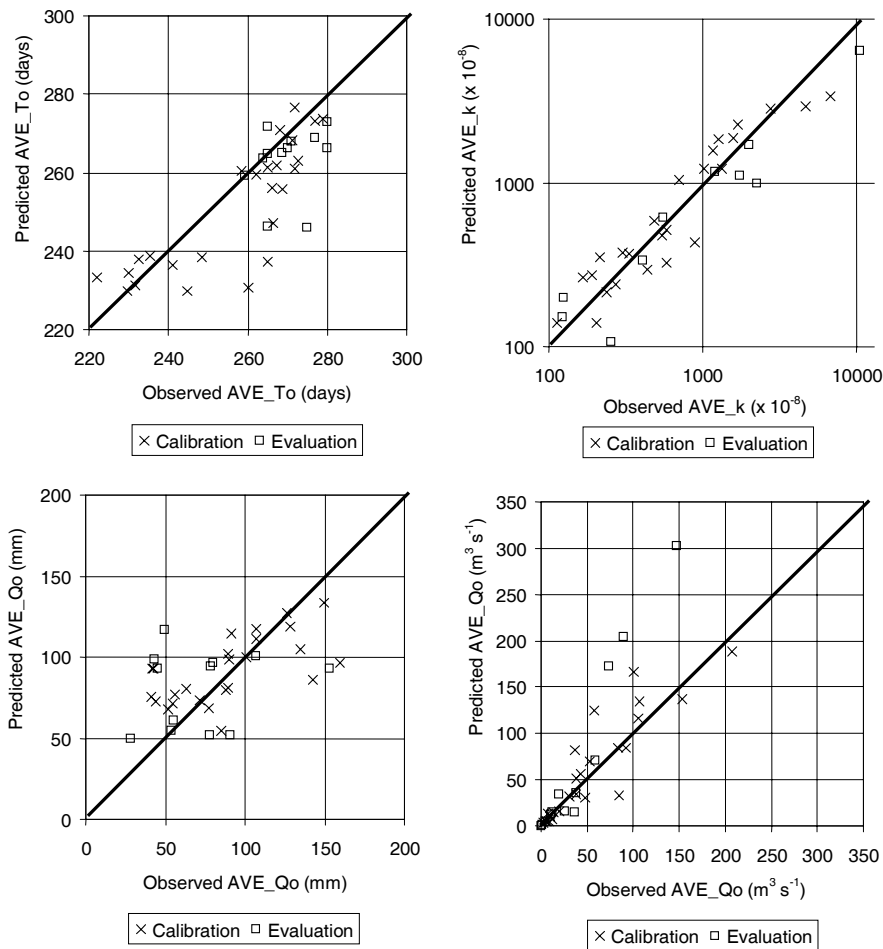 300
280
260
240
220
Predicted AVE_To (days)
220 240 260 280 300
Observed AVE_To (days)
× Calibration □ Evaluation
10000
1000
100
Predicted AVE_k (x 10⁻⁸)
100 1000 10000
Observed AVE_k (x 10⁻⁸)
× Calibration □ Evaluation
200
150
100
50
0
Predicted AVE_Qo (mm)
0 50 100 150 200
Observed AVE_Qo (mm)
× Calibration □ Evaluation
350
300
250
200
150
100
50
0
Predicted AVE_Qo (m³ s⁻¹)
0 50 100 150 200 250 300 350
Observed AVE_Qo (m³ s⁻¹)
× Calibration □ Evaluation